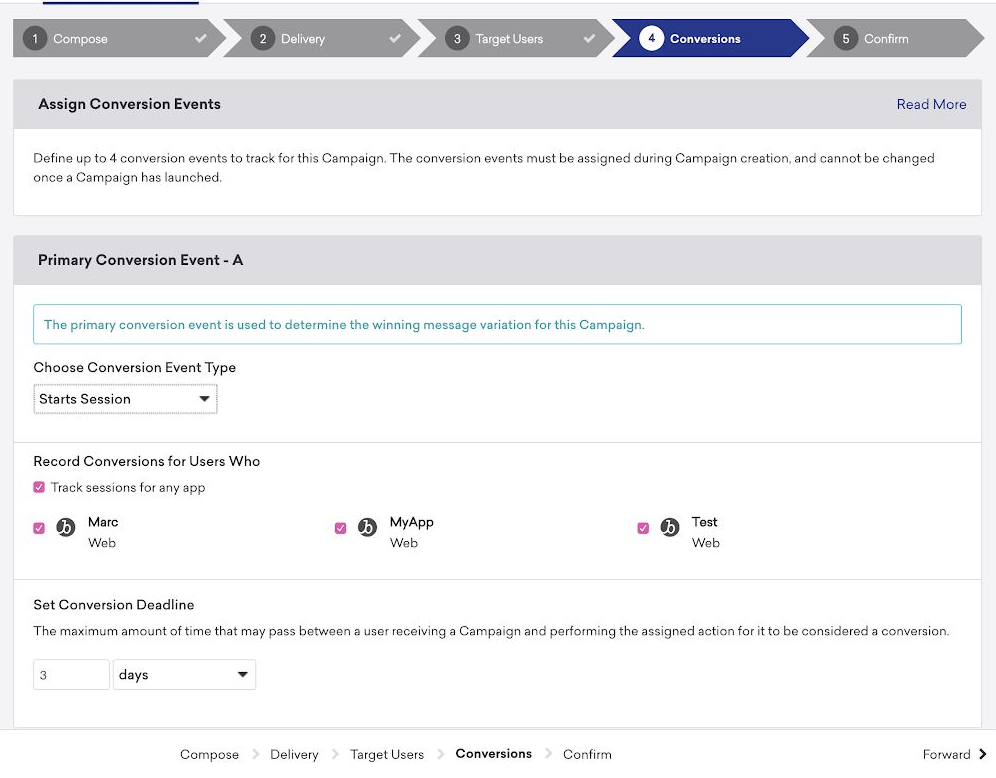 1 Compose 2 Delivery 3 Target Users 4 Conversions 5 Confirm
Assign Conversion Events Read More
Define up to 4 conversion events to track for this Campaign. The conversion events must be assigned during Campaign creation, and cannot be changed
once a Campaign has launched.
Primary Conversion Event - A
The primary conversion event is used to determine the winning message variation for this Campaign.
Choose Conversion Event Type
Starts Session
Record Conversions for Users Who
Track sessions for any app
Marc MyApp Test
Web Web Web
Set Conversion Deadline
The maximum amount of time that may pass between a user receiving a Campaign and performing the assigned action for it to be considered a conversion.
3 days
Compose Delivery Target Users Conversions Confirm Forward